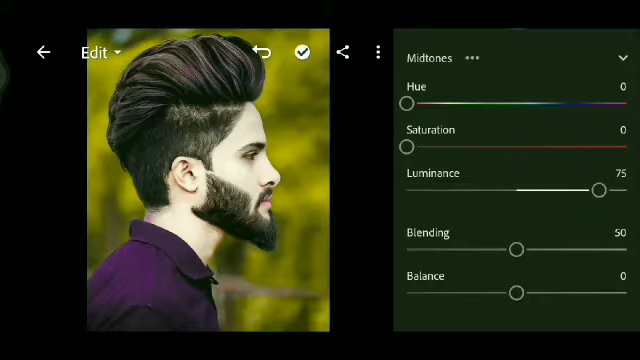 Edit
Midtones
Hue 0
Saturation 0
Luminance 75
Blending 50
Balance 0